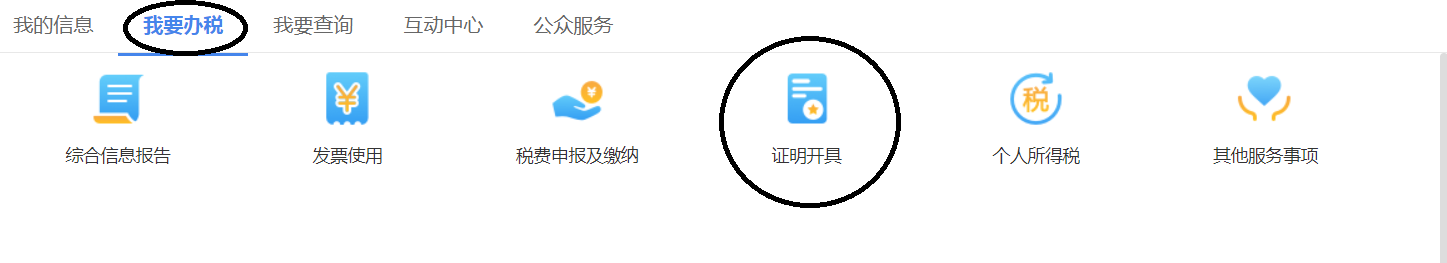 我的信息 我要办税 我要查询 互动中心 公众服务
综合信息报告 发票使用 税费申报及缴纳 证明开具 税 个人所得税 其他服务事项